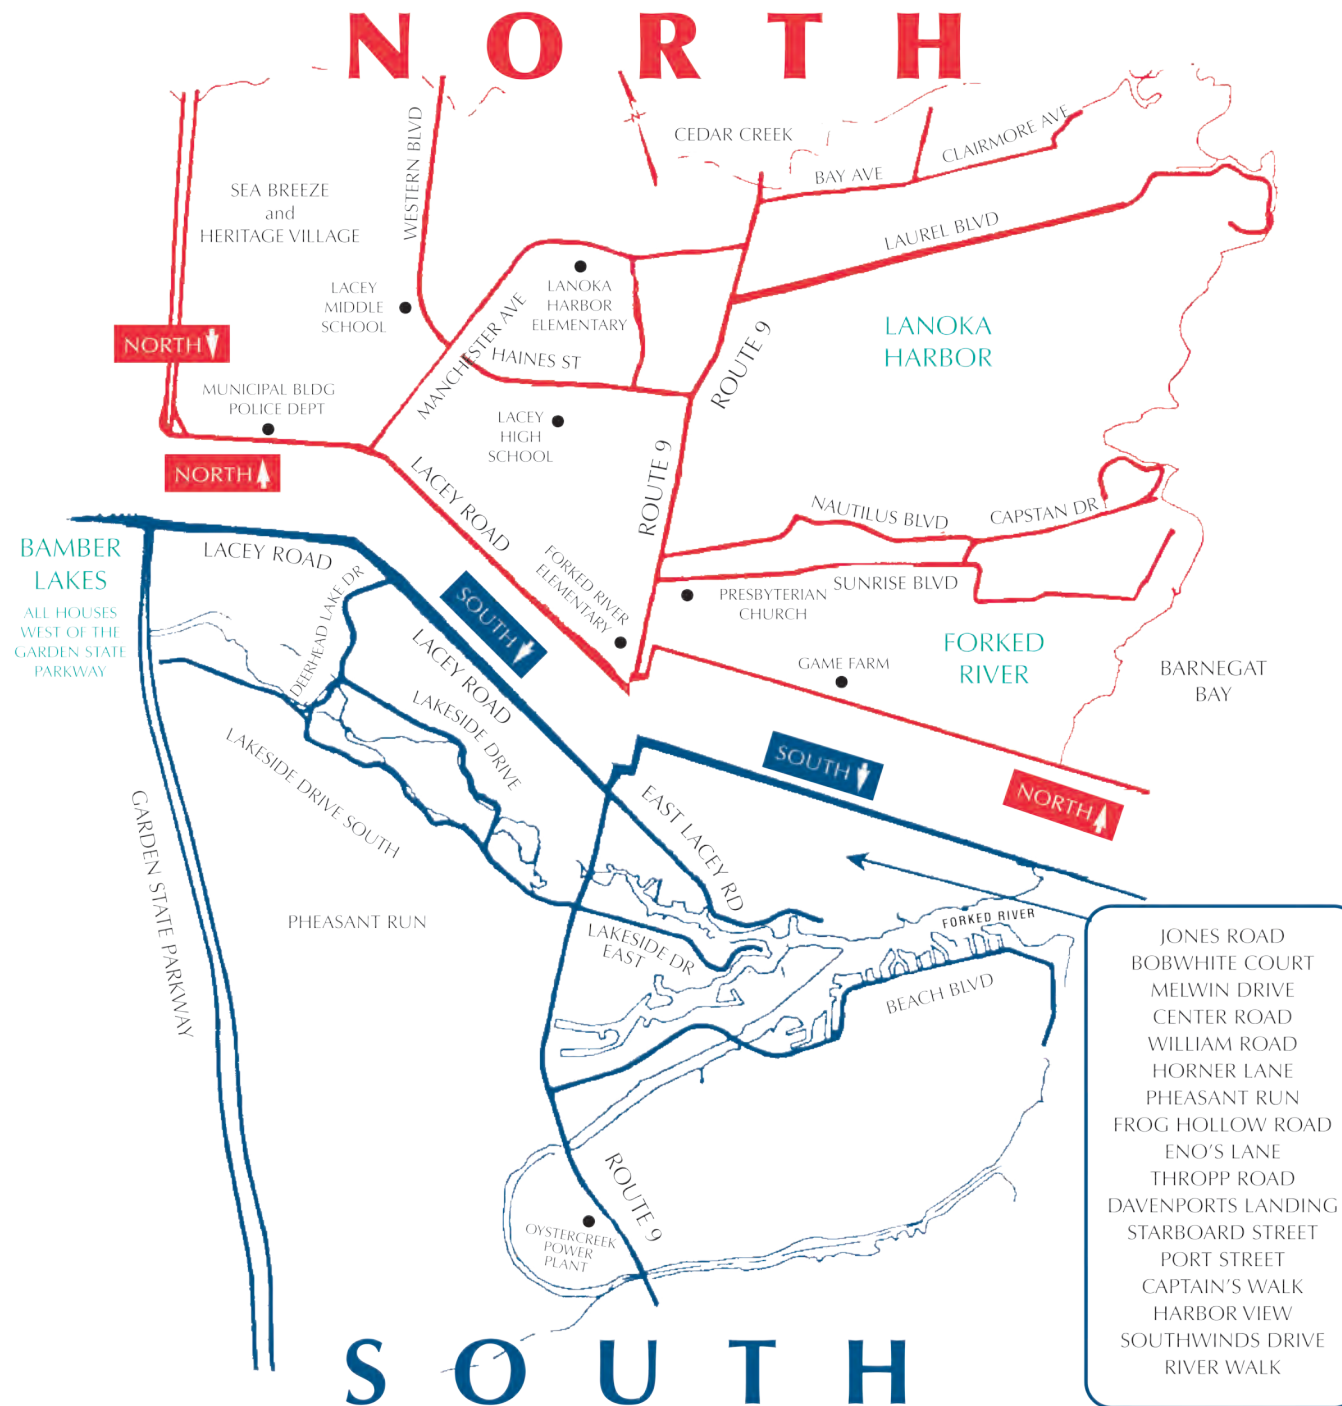 NORTH
N
CEDAR CREEK
CLAIRMORE AVE
BAY AVE
WESTERN BLVD
SEA BREEZE
and
HERITAGE VILLAGE
LAUREL BLVD
LACEY
MIDDLE
SCHOOL
LANOKA
HARBOR
ELEMENTARY
MANCHESTER AVE
HAINES ST
ROUTE 9
LANOKA
HARBOR
NORTH
MUNICIPAL BLDG
POLICE DEPT
LACEY
HIGH
SCHOOL
NORTH
LACEY ROAD
ROUTE 9
NAUTILUS BLVD
CAPSTAN DR
SUNRISE BLVD
FORKED RIVER
ELEMENTARY
PRESBYTERIAN
CHURCH
FORKED
RIVER
GAME FARM
BARNEGAT
BAY
BAMBER
LAKES
ALL HOUSES
WEST OF THE
GARDEN STATE
PARKWAY
LACEY ROAD
DEERHEAD LAKE DR
SOUTH
LACEY ROAD
LAKESIDE DRIVE
LAKESIDE DRIVE SOUTH
SOUTH
NORTH
EAST LACEY RD
GARDEN STATE PARKWAY
PHEASANT RUN
LAKESIDE DR
EAST
FORKED RIVER
BEACH BLVD
ROUTE 9
OYSTERCREEK
POWER
PLANT
JONES ROAD
BOBWHITE COURT
MELWIN DRIVE
CENTER ROAD
WILLIAM ROAD
HORNER LANE
PHEASANT RUN
FROG HOLLOW ROAD
ENO'S LANE
THROPP ROAD
DAVENPORTS LANDING
STARBOARD STREET
PORT STREET
CAPTAIN'S WALK
HARBOR VIEW
SOUTHWINDS DRIVE
RIVER WALK
SOUTH